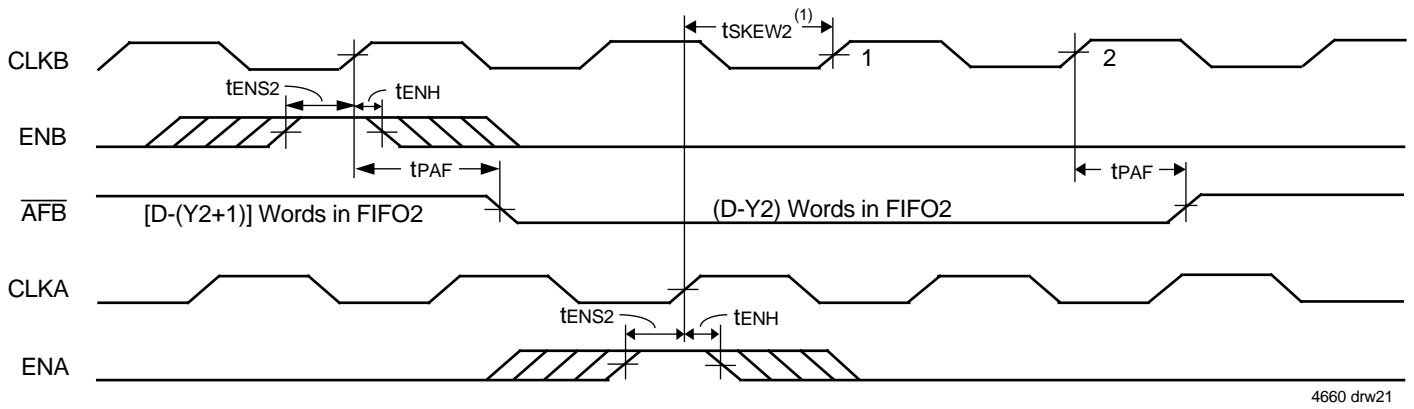 tSKEW2(1)
CLKB
1
2
tENS2
tENH
ENB
tPAF
tPAF
AFB
[D-(Y2+1)] Words in FIFO2
(D-Y2) Words in FIFO2
CLKA
tENS2
tENH
ENA
4660 drw21